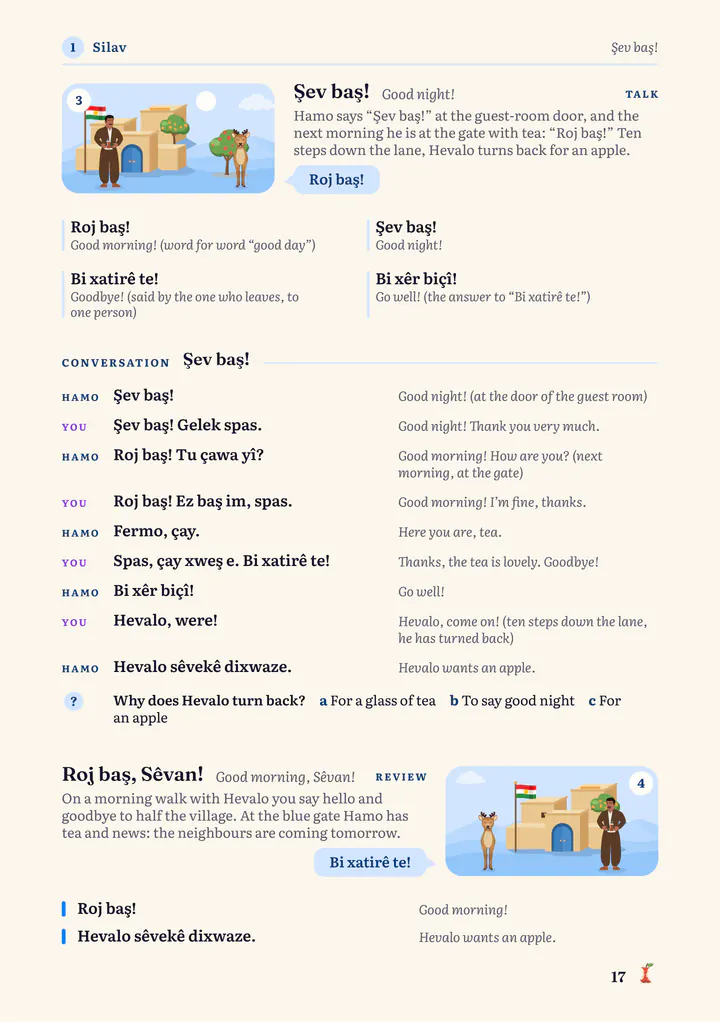 1 Silav
Şev baş!
3
Şev baş! Good night!
TALK
Hamo says “Şev baş!” at the guest-room door, and the
next morning he is at the gate with tea: “Roj baş!” Ten
steps down the lane, Hevalo turns back for an apple.
Roj baş!
Roj baş!
Good morning! (word for word “good day”)
Şev baş!
Good night!
Bi xatirê te!
Goodbye! (said by the one who leaves, to
one person)
Bi xêr biçî!
Go well! (the answer to “Bi xatirê te!”)
CONVERSATION Şev baş!
HAMO Şev baş! Good night! (at the door of the guest room)
YOU Şev baş! Gelek spas. Good night! Thank you very much.
HAMO Roj baş! Tu çawa yî? Good morning! How are you? (next
morning, at the gate)
YOU Roj baş! Ez baş im, spas. Good morning! I’m fine, thanks.
HAMO Fermo, çay. Here you are, tea.
YOU Spas, çay xweş e. Bi xatirê te! Thanks, the tea is lovely. Goodbye!
HAMO Bi xêr biçî! Go well!
YOU Hevalo, were! Hevalo, come on! (ten steps down the lane,
he has turned back)
HAMO Hevalo sêvekê dixwaze. Hevalo wants an apple.
? Why does Hevalo turn back? a For a glass of tea b To say good night c For
an apple
Roj baş, Sêvan! Good morning, Sêvan! REVIEW
On a morning walk with Hevalo you say hello and
goodbye to half the village. At the blue gate Hamo has
tea and news: the neighbours are coming tomorrow.
Bi xatirê te!
4
Roj baş! Good morning!
Hevalo sêvekê dixwaze. Hevalo wants an apple.
17